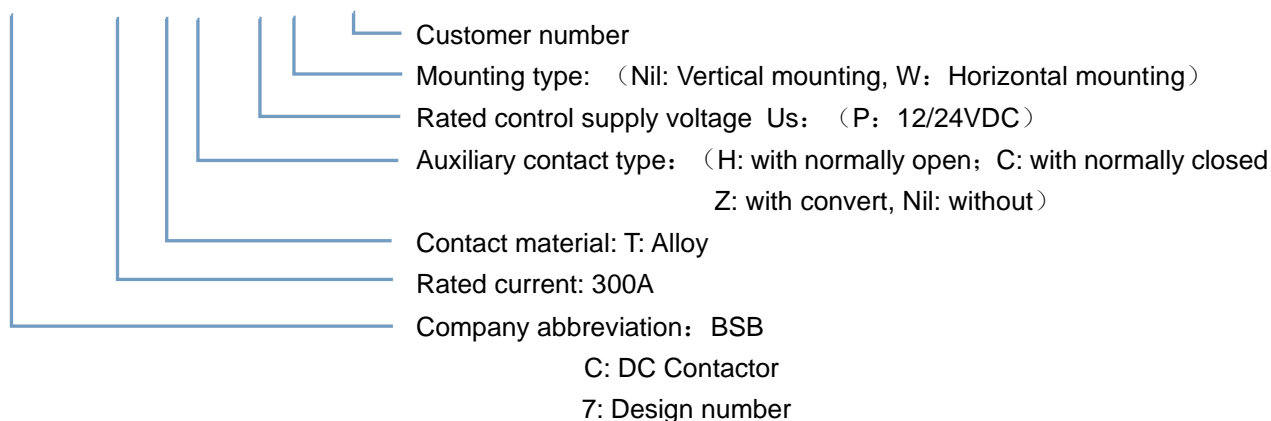 Customer number
Mounting type: （Nil: Vertical mounting, W：Horizontal mounting）
Rated control supply voltage Us：（P：12/24VDC）
Auxiliary contact type：（H: with normally open；C: with normally closed
Z: with convert, Nil: without）
Contact material: T: Alloy
Rated current: 300A
Company abbreviation：BSB
C: DC Contactor
7: Design number